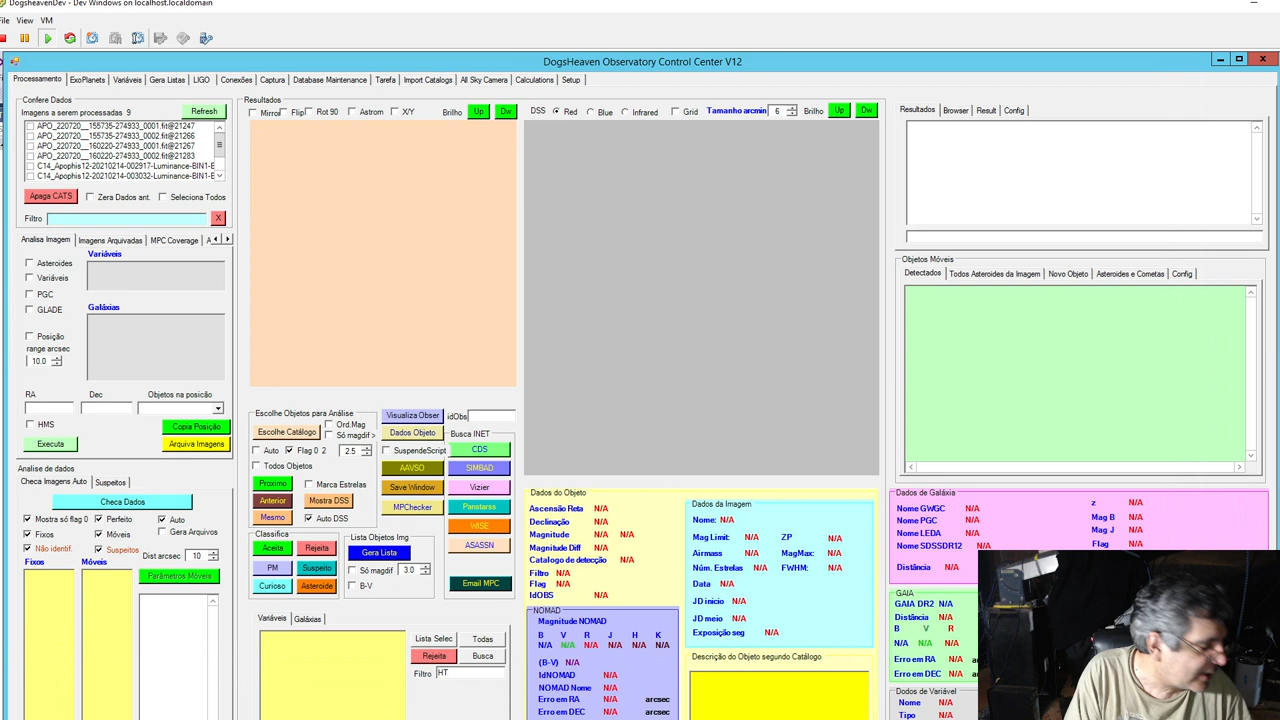 DogsheavenDev - Dev Windows on localhost.localdomain
File View VM
DogsHeaven Observatory Control Center V12
Processamento ExoPlanets Variáveis Gera Listas LIGO Conexões Captura Database Maintenance Tarefa Import Catalogs All Sky Camera Calculations Setup
Confere Dados
Imagens a serem processadas 9 Refresh
APO_220720__155735-274933_0001.fit@21247
APO_220720__155735-274933_0002.fit@21266
APO_220720__160220-274933_0001.fit@21267
APO_220720__160220-274933_0002.fit@21283
C14_Apophis12-20210214-002917-Luminance-BIN1-E
C14_Apophis12-20210214-003032-Luminance-BIN1-E
Apaga CATS Zera Dados ant. Seleciona Todos
Filtro X
Analisa Imagem Imagens Arquivadas MPC Coverage A
Variáveis
Asteroides
Variáveis
PGC
GLADE
Galáxias
Posição
range arcsec
10.0
RA Dec Objetos na posicão
HMS Copia Posição
Executa Arquiva Imagens
Analise de dados
Checa Imagens Auto Suspeitos
Checa Dados
Mostra só flag 0 Perfeito Auto
Fixos Móveis Gera Arquivos
Não identif. Suspeitos Dist arcsec 10
Fixos Móveis Parâmetros Móveis
Resultados
Mirror Flip Rot 90 Astrom X/Y Brilho Up Dw
DSS Red Blue Infrared Grid Tamanho arcmin 6 Brilho Up Dw
Escolhe Objetos para Análise
Escolhe Catálogo Ord.Mag
Só magdif >
Auto Flag 0 2 2.5
Todos Objetos
Proximo Marca Estrelas
Anterior Mostra DSS
Mesmo Auto DSS
Classifica
Aceita Rejeita
PM Suspeito
Curioso Asteroide
Lista Objetos Img
Gera Lista
Só magdif 3.0
B-V
Visualiza Obser idObs
Dados Objeto
SuspendeScript
AAVSO
Save Window
MPChecker
Busca INET
CDS
SIMBAD
Vizier
Panstarss
WISE
ASASSN
Email MPC
Variáveis Galáxias
Lista Selec Todas
Rejeita Busca
Filtro HT
Dados do Objeto
Ascensão Reta N/A
Declinação N/A
Magnitude N/A N/A
Magnitude Diff N/A
Catalogo de detecção N/A
Filtro N/A
Flag N/A
IdOBS N/A
NOMAD
Magnitude NOMAD
B V R J H K
N/A N/A N/A N/A N/A N/A
(B-V) N/A
IdNOMAD N/A
NOMAD Nome N/A
Erro em RA N/A arcsec
Erro em DEC N/A arcsec
Dados da Imagem
Nome: N/A
Mag Limit: N/A ZP N/A
Airmass N/A MagMax: N/A
Núm. Estrelas N/A FWHM: N/A
Data N/A
JD inicio N/A
JD meio N/A
Exposição seg N/A
Descrição do Objeto segundo Catálogo
Resultados Browser Result Config
Objetos Móveis
Detectados Todos Asteroides da Imagem Novo Objeto Asteroides e Cometas Config
Dados de Galáxia
Nome GWGC N/A z N/A
Nome PGC N/A Mag B N/A
Nome LEDA N/A Mag J N/A
Nome SDSSDR12 N/A Flag N/A
Distância N/A
GAIA
GAIA DR2 N/A
Distância N/A
B V R
N/A N/A N/A
Erro em RA N/A
Erro em DEC N/A
Dados de Variável
Nome N/A
Tipo N/A